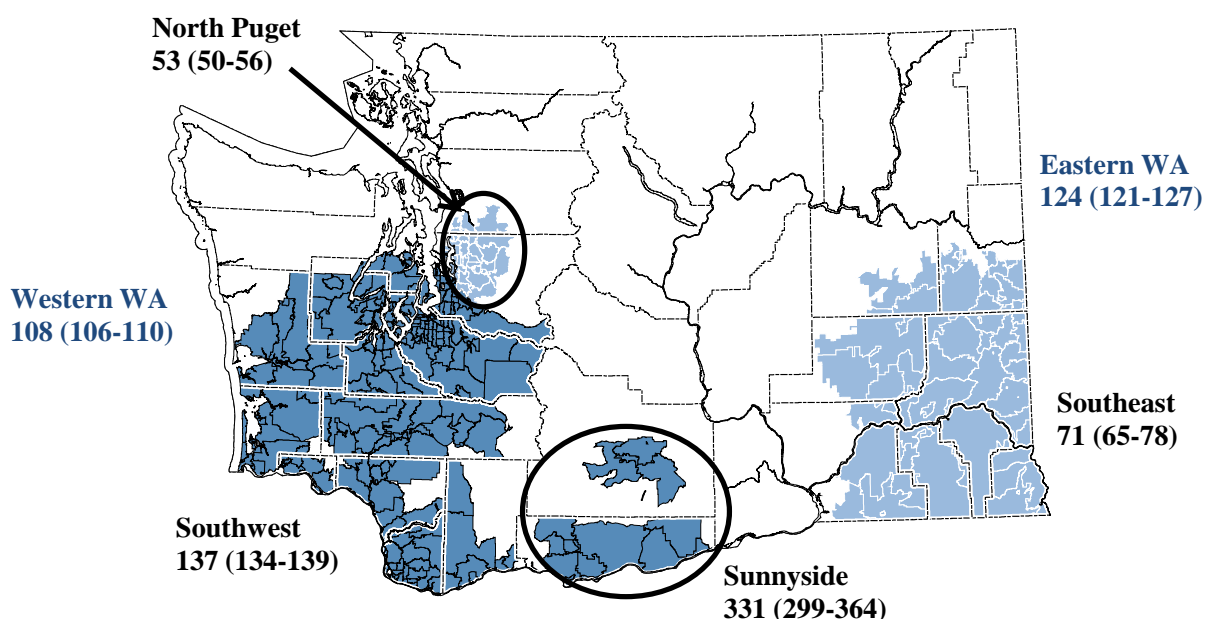 North Puget
53 (50-56)
Eastern WA
124 (121-127)
Western WA
108 (106-110)
Southeast
71 (65-78)
Southwest
137 (134-139)
Sunnyside
331 (299-364)